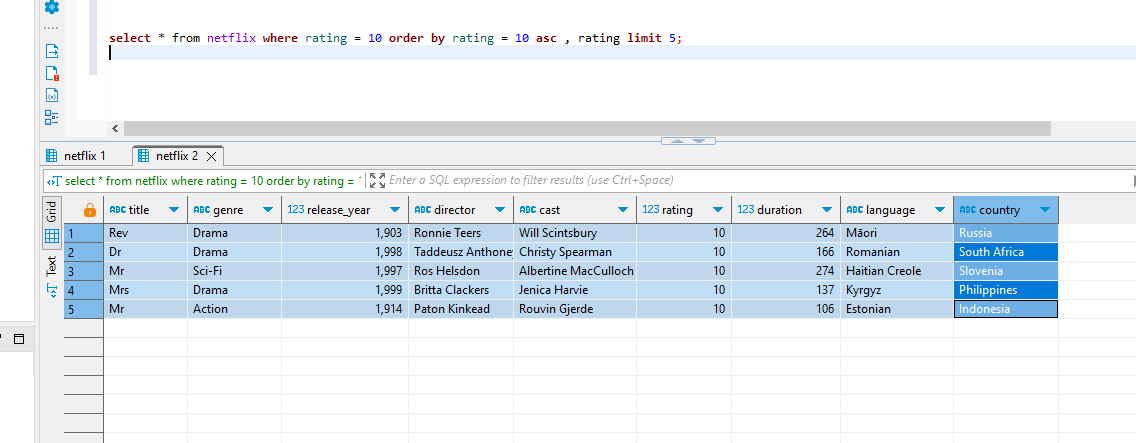 select * from netflix where rating = 10 order by rating = 10 asc , rating limit 5;
netflix 1 netflix 2
select * from netflix where rating = 10 order by rating = 1 Enter a SQL expression to filter results (use Ctrl+Space)
Grid
Text
ABC title ABC genre 123 release_year ABC director ABC cast 123 rating 123 duration ABC language ABC country
1 Rev Drama 1,903 Ronnie Teers Will Scintsbury 10 264 Māori Russia
2 Dr Drama 1,998 Taddeusz Anthoney Christy Spearman 10 166 Romanian South Africa
3 Mr Sci-Fi 1,997 Ros Helsdon Albertine MacCulloch 10 274 Haitian Creole Slovenia
4 Mrs Drama 1,999 Britta Clackers Jenica Harvie 10 137 Kyrgyz Philippines
5 Mr Action 1,914 Paton Kinkead Rouvin Gjerde 10 106 Estonian Indonesia